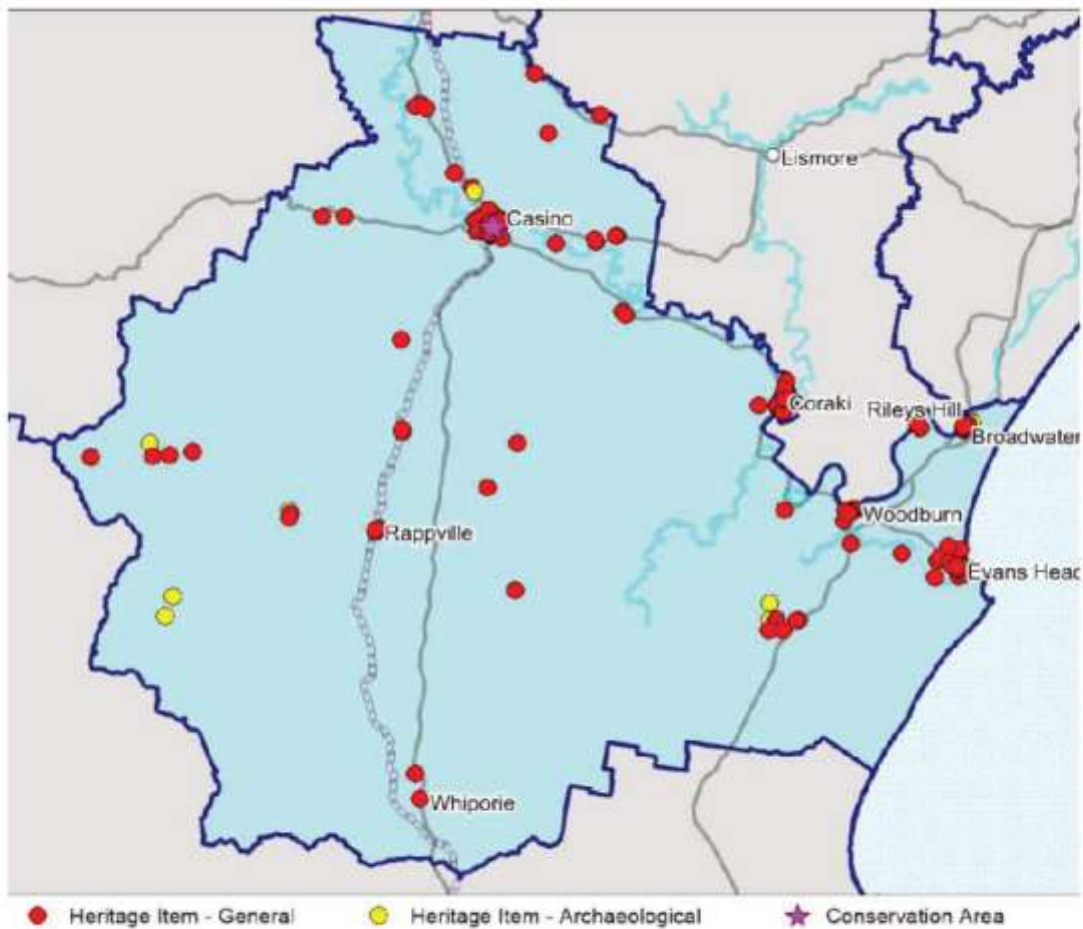 Lismore
Casino
Coraki
Rileys Hill
Broadwater
Woodburn
Rappville
Evans Head
Whiporie
Heritage Item - General
Heritage Item - Archaeological
Conservation Area